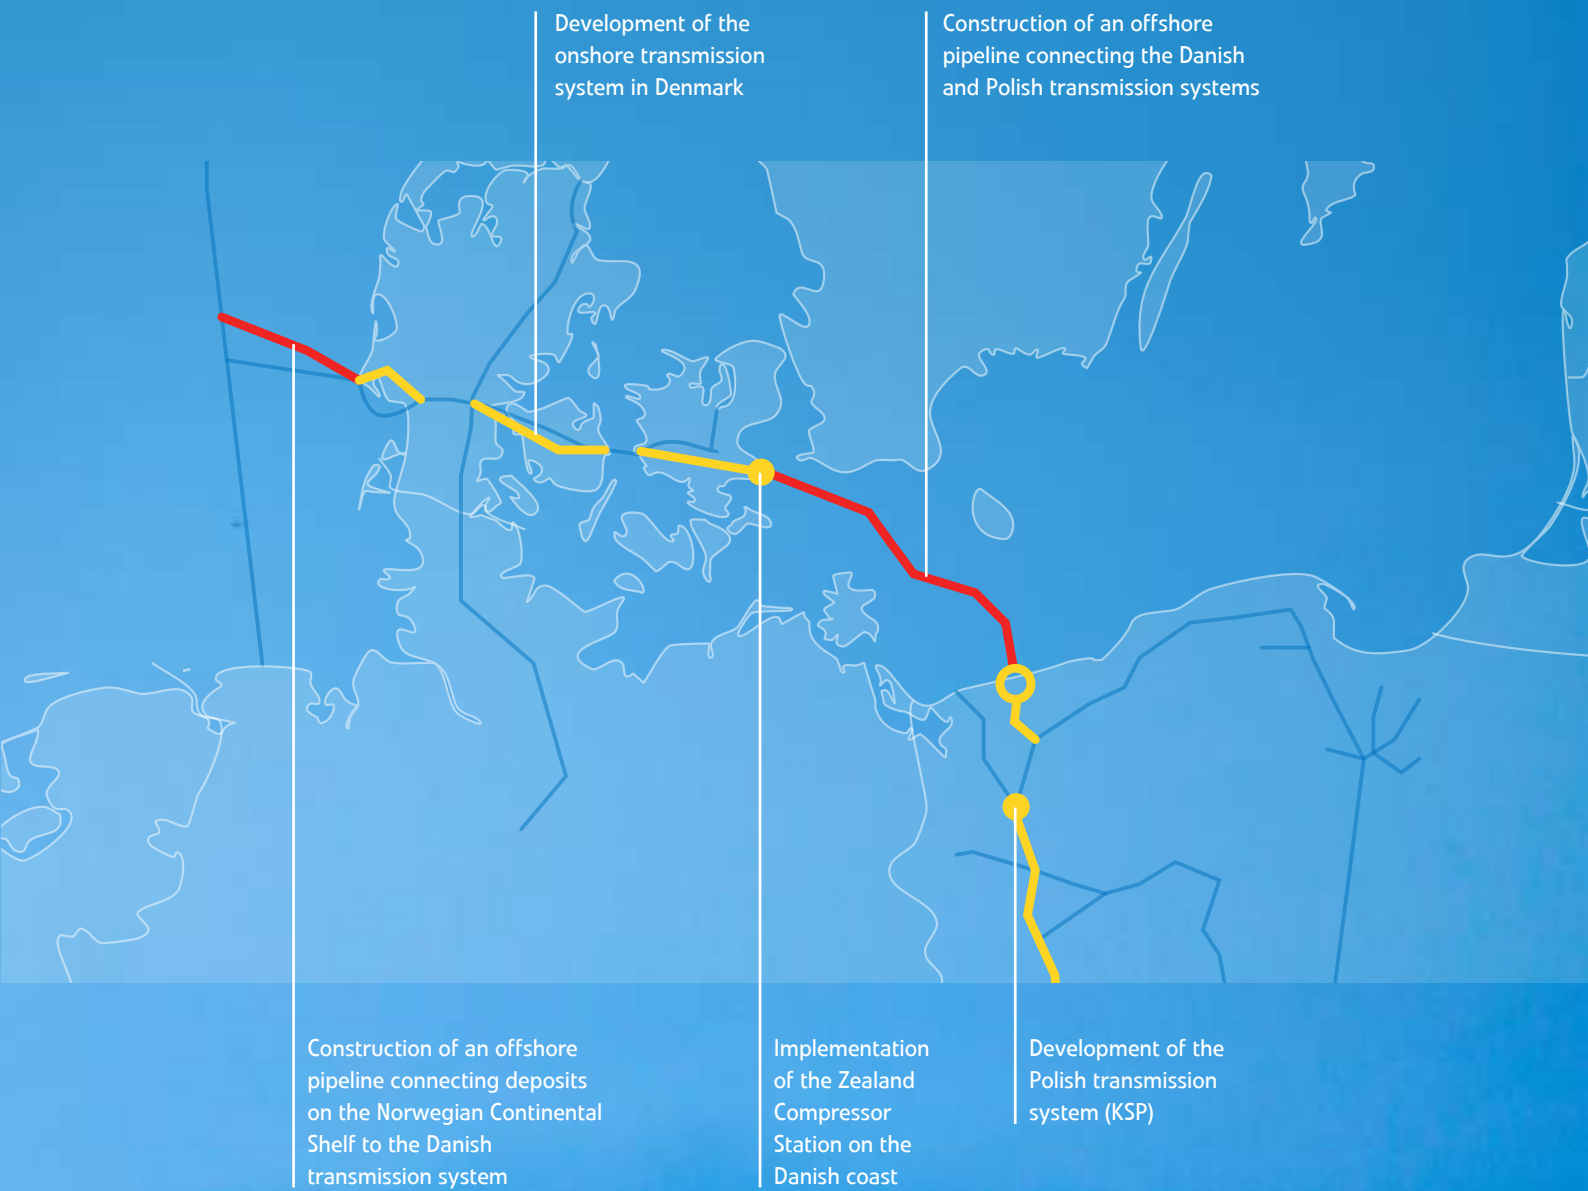 Development of the
onshore transmission
system in Denmark
Construction of an offshore
pipeline connecting the Danish
and Polish transmission systems
Construction of an offshore
pipeline connecting deposits
on the Norwegian Continental
Shelf to the Danish
transmission system
Implementation
of the Zealand
Compressor
Station on the
Danish coast
Development of the
Polish transmission
system (KSP)